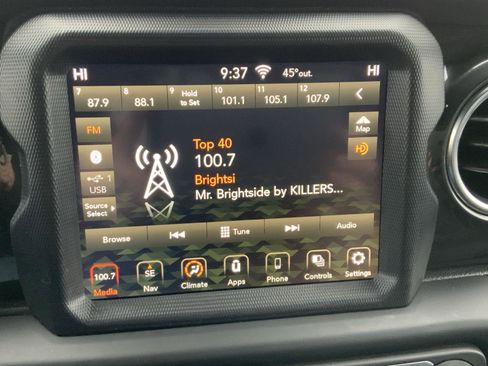 HI 9:37 45°out. HI
7 8 9 10 11 12
87.9 88.1 Hold to Set 101.1 105.1 107.9
FM
Top 40
Map
100.7
HD
1
USB
Brightsi
Mr. Brightside by KILLERS...
Source
Select
Browse Tune Audio
100.7 SE
Media Nav Climate Apps Phone Controls Settings